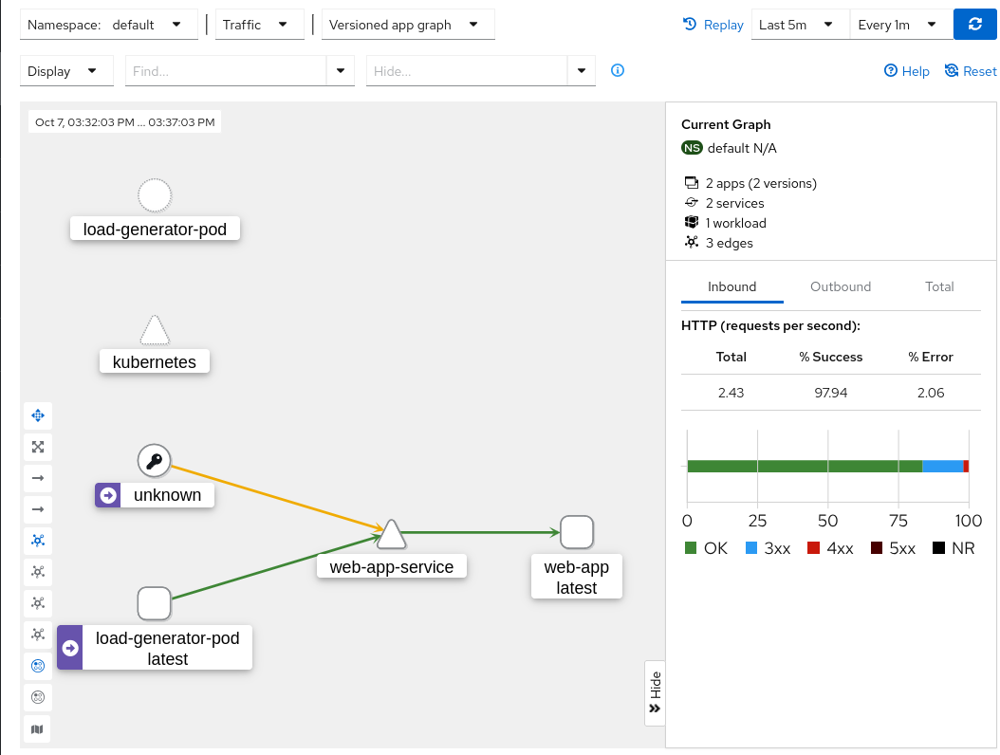 Namespace: default
Traffic
Versioned app graph
Replay
Last 5m
Every 1m
Display
Find...
Hide...
Help
Reset
Oct 7, 03:32:03 PM ... 03:37:03 PM
load-generator-pod
kubernetes
unknown
web-app-service
web-app
latest
load-generator-pod
latest
Hide
Current Graph
NS default N/A
2 apps (2 versions)
2 services
1 workload
3 edges
Inbound Outbound Total
HTTP (requests per second):
Total % Success % Error
2.43 97.94 2.06
0 25 50 75 100
OK 3xx 4xx 5xx NR